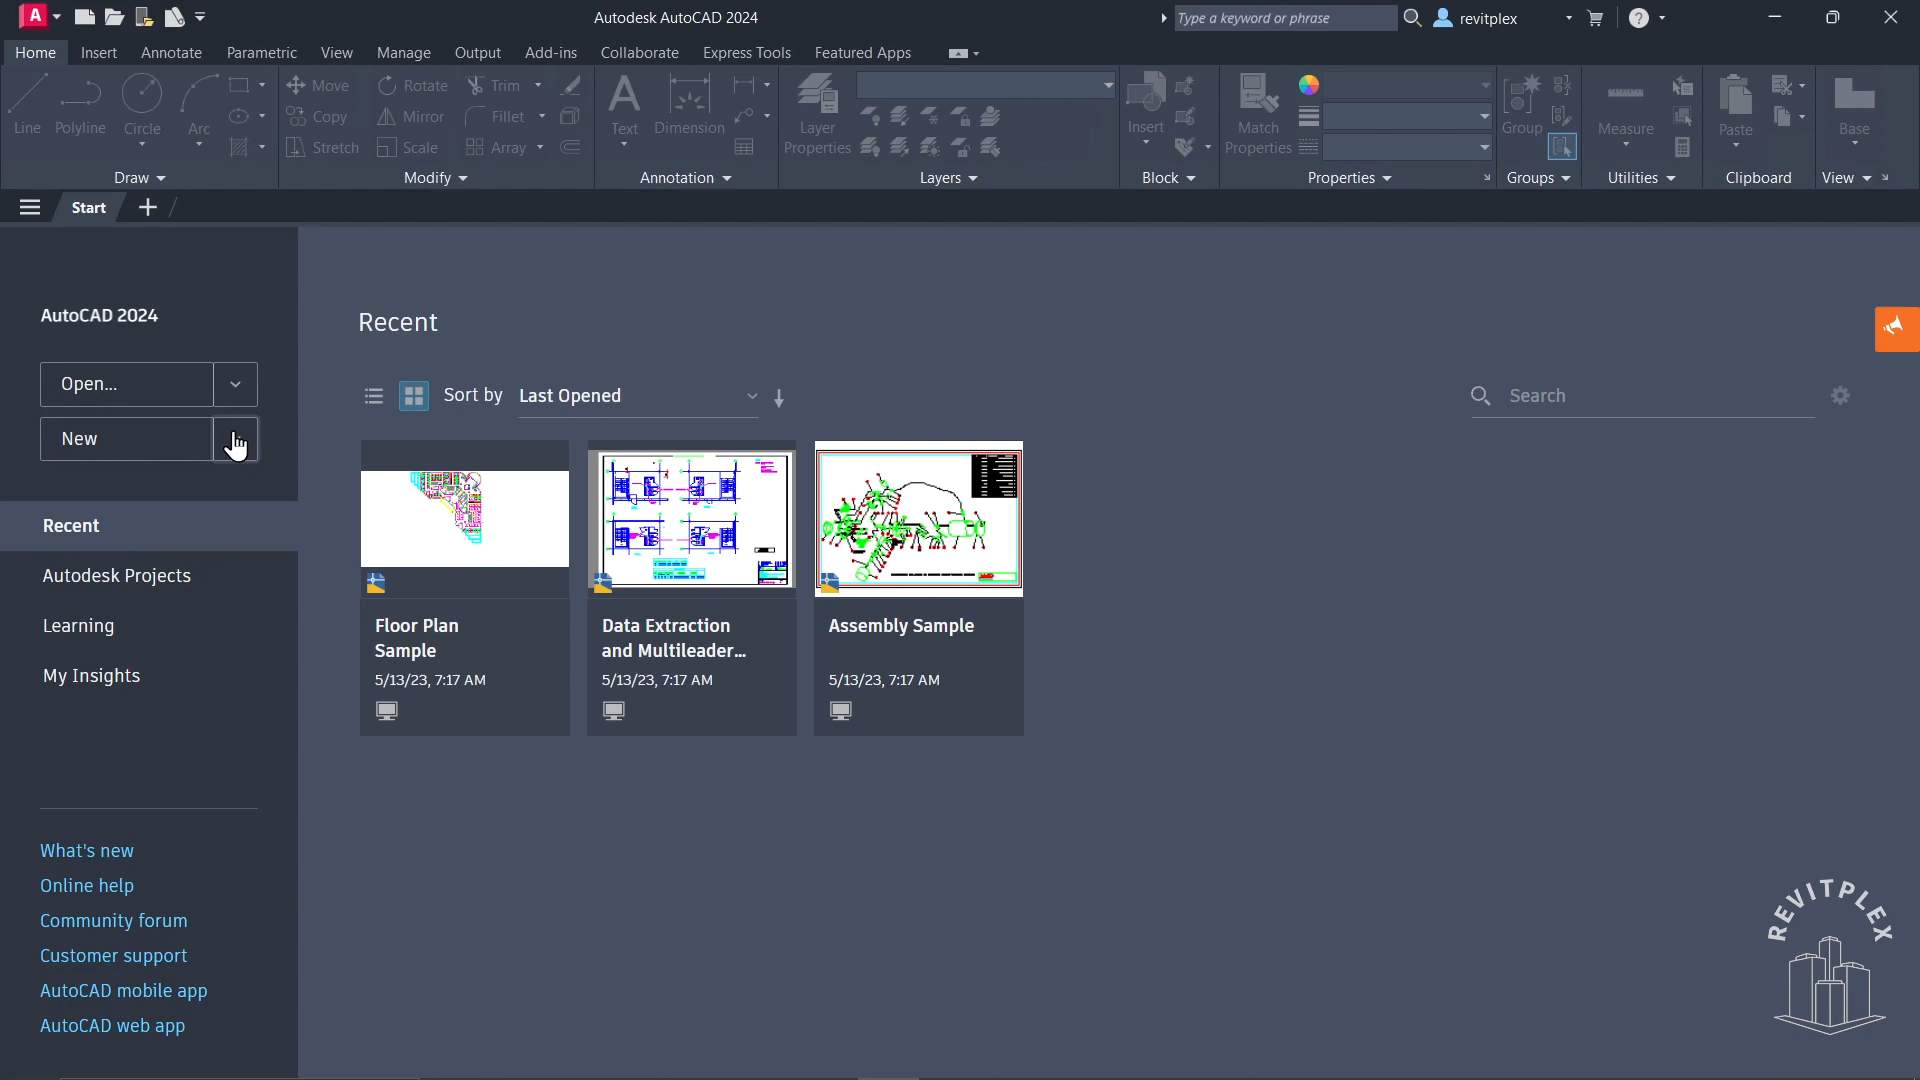 A
Autodesk AutoCAD 2024
Type a keyword or phrase
revitplex
?
Home Insert Annotate Parametric View Manage Output Add-ins Collaborate Express Tools Featured Apps
Line Polyline Circle Arc
Move Rotate Trim
Copy Mirror Fillet
Stretch Scale Array
A
Text Dimension
Layer
Properties
Insert
Match
Properties
Group
Measure
Paste
Base
Draw Modify Annotation Layers Block Properties Groups Utilities Clipboard View
Start
AutoCAD 2024
Open...
New
Recent
Autodesk Projects
Learning
My Insights
What's new
Online help
Community forum
Customer support
AutoCAD mobile app
AutoCAD web app
Recent
Sort by Last Opened
Search
Floor Plan
Sample
5/13/23, 7:17 AM
Data Extraction
and Multileader...
5/13/23, 7:17 AM
Assembly Sample
5/13/23, 7:17 AM
REVITPLEX